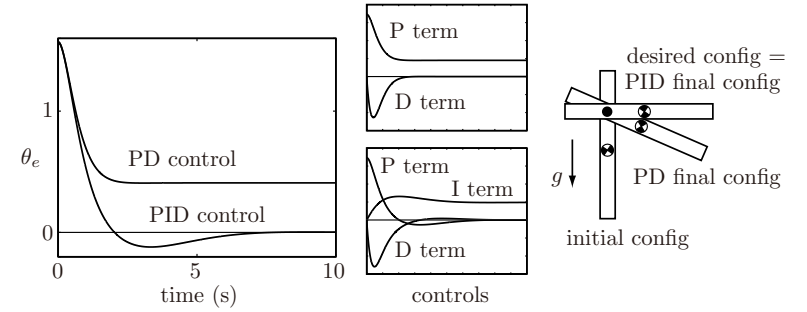 1
θe
0
PD control
PID control
0
5
10
time (s)
P term
D term
P term
I term
D term
controls
desired config =
PID final config
g
PD final config
initial config